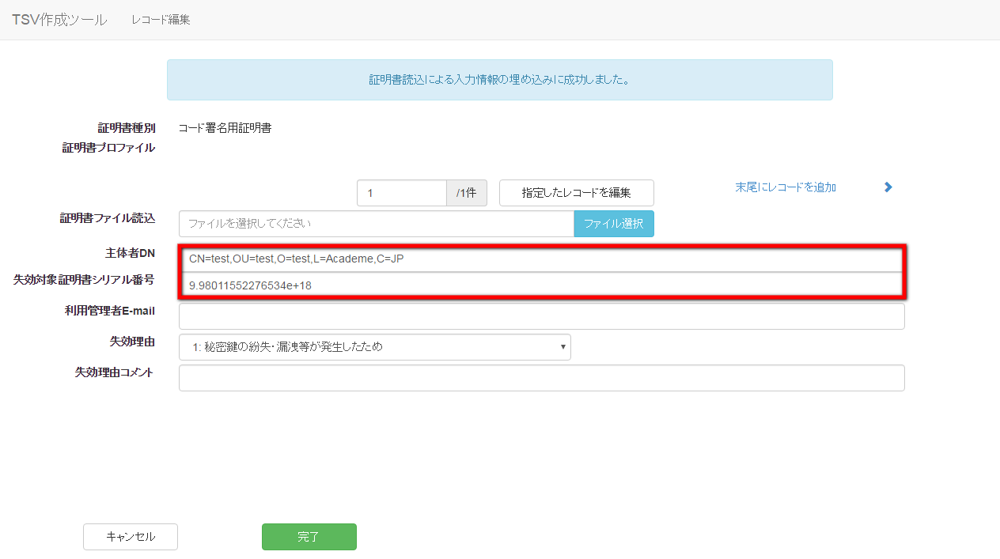 TSV作成ツール レコード編集
証明書読込による入力情報の埋め込みに成功しました。
証明書種別 コード署名用証明書
証明書プロファイル
1 /1件 指定したレコードを編集 末尾にレコードを追加
証明書ファイル読込 ファイルを選択してください ファイル選択
主体者DN CN=test,OU=test,O=test,L=Academe,C=JP
失効対象証明書シリアル番号 9.98011552276534e+18
利用管理者E-mail
失効理由 1: 秘密鍵の紛失・漏洩等が発生したため
失効理由コメント
キャンセル 完了